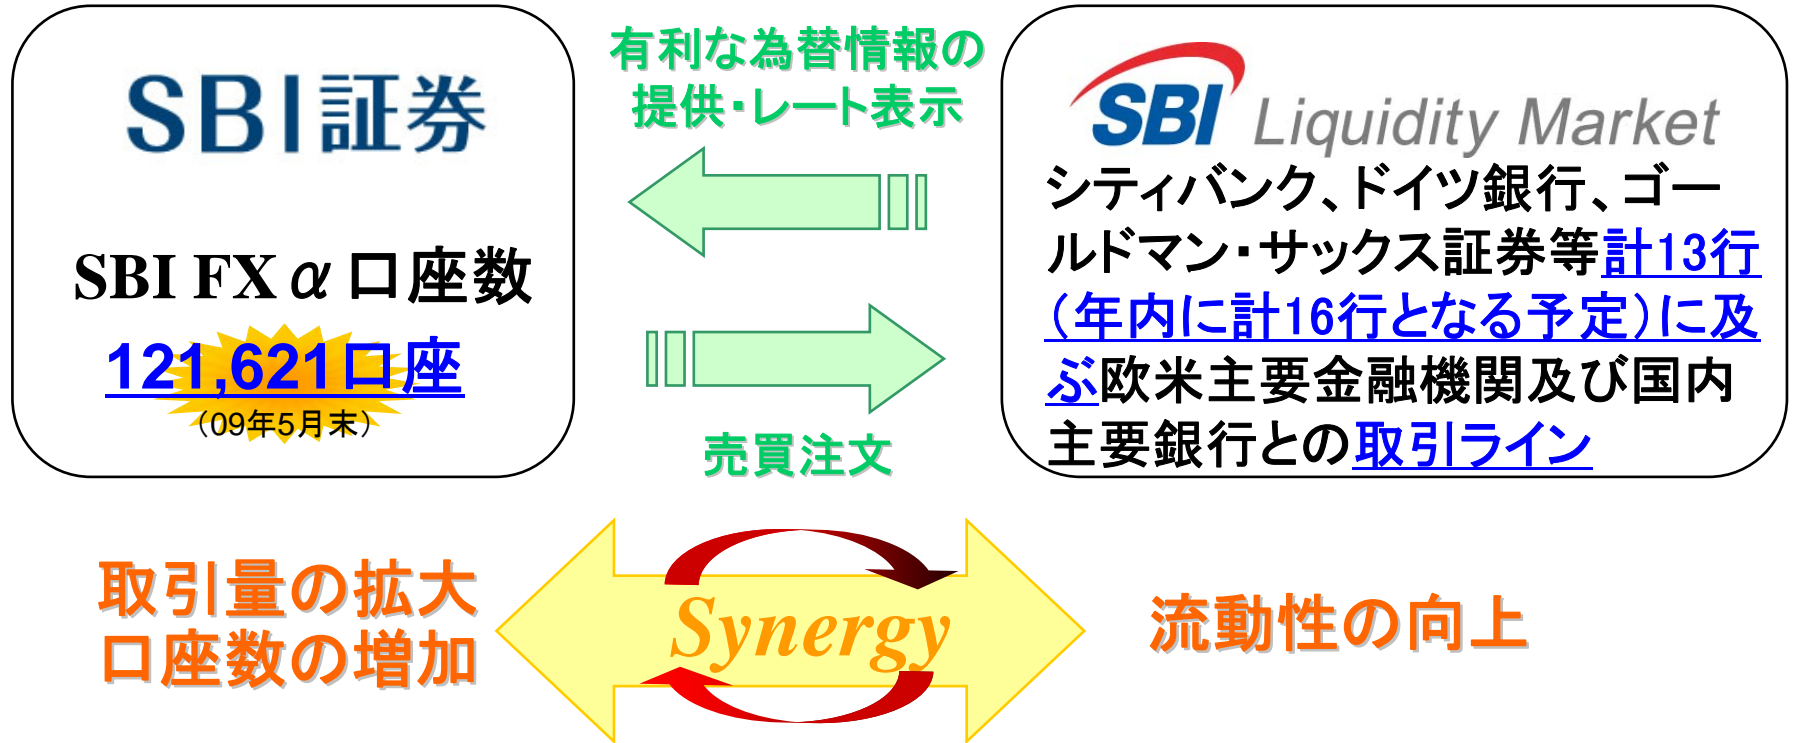 SBI証券
SBI FX α 口座数
121,621口座
（09年5月末）
有利な為替情報の
提供・レート表示
売買注文
SBI Liquidity Market
シティバンク、ドイツ銀行、ゴー
ルドマン・サックス証券等計13行
（年内に計16行となる予定）に及
ぶ欧米主要金融機関及び国内
主要銀行との取引ライン
取引量の拡大
口座数の増加
Synergy
流動性の向上